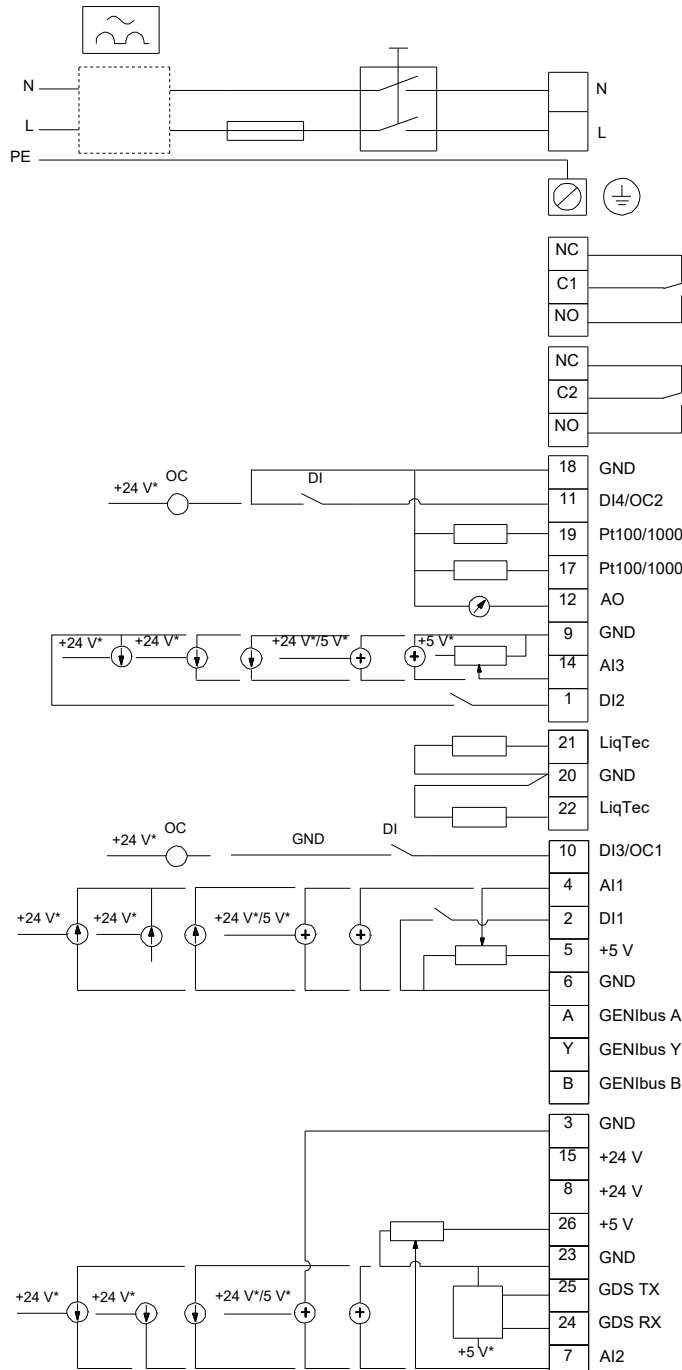 N N
L L
PE
NC
C1
NO
NC
C2
NO
18 GND
+24 V* OC DI 11 DI4/OC2
19 Pt100/1000
17 Pt100/1000
12 AO
9 GND
+24 V* +24 V* +24 V*/5 V* +5 V*
14 AI3
1 DI2
21 LiqTec
20 GND
22 LiqTec
+24 V* OC GND DI 10 DI3/OC1
4 AI1
2 DI1
+24 V* +24 V* +24 V*/5 V*
5 +5 V
6 GND
A GENIbus A
Y GENIbus Y
B GENIbus B
3 GND
15 +24 V
8 +24 V
26 +5 V
23 GND
25 GDS TX
+24 V* +24 V* +24 V*/5 V*
24 GDS RX
+5 V*
7 AI2